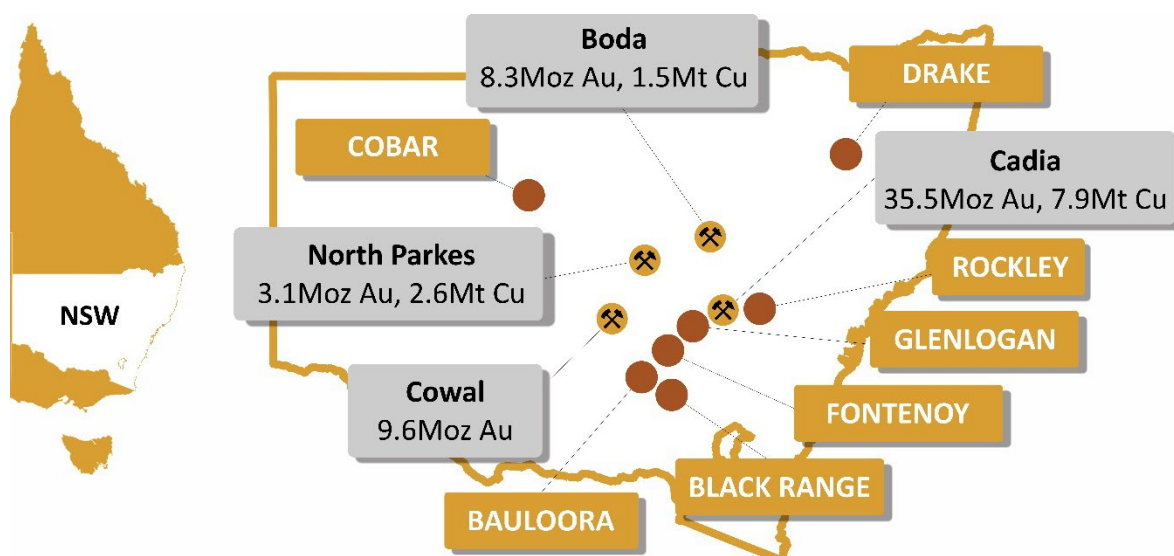 Boda
8.3Moz Au, 1.5Mt Cu
DRAKE
COBAR
Cadia
35.5Moz Au, 7.9Mt Cu
North Parkes
3.1Moz Au, 2.6Mt Cu
ROCKLEY
NSW
GLENLOGAN
Cowal
9.6Moz Au
FONTENOY
BLACK RANGE
BAULOORA